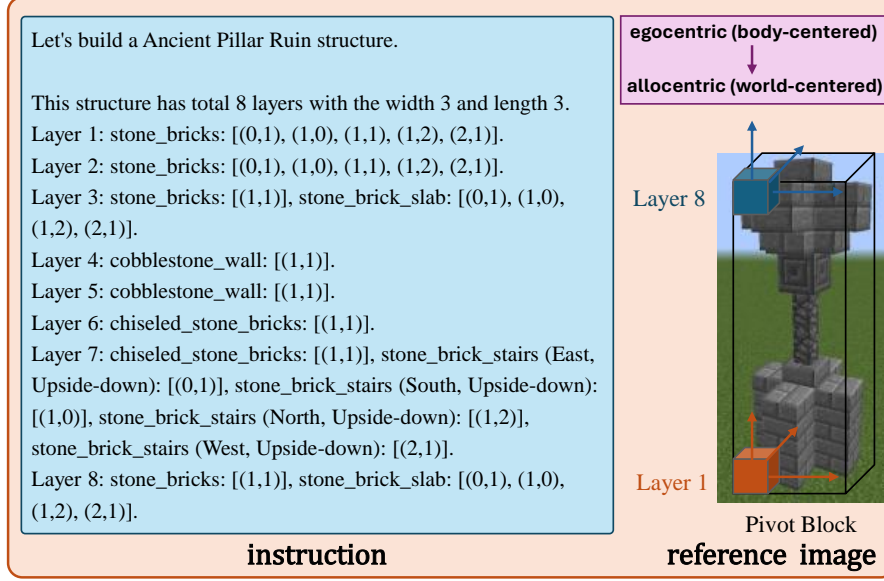 Let's build a Ancient Pillar Ruin structure.
This structure has total 8 layers with the width 3 and length 3.
Layer 1: stone_bricks: [(0,1), (1,0), (1,1), (1,2), (2,1)].
Layer 2: stone_bricks: [(0,1), (1,0), (1,1), (1,2), (2,1)].
Layer 3: stone_bricks: [(1,1)], stone_brick_slab: [(0,1), (1,0),
(1,2), (2,1)].
Layer 4: cobblestone_wall: [(1,1)].
Layer 5: cobblestone_wall: [(1,1)].
Layer 6: chiseled_stone_bricks: [(1,1)].
Layer 7: chiseled_stone_bricks: [(1,1)], stone_brick_stairs (East,
Upside-down): [(0,1)], stone_brick_stairs (South, Upside-down):
[(1,0)], stone_brick_stairs (North, Upside-down): [(1,2)],
stone_brick_stairs (West, Upside-down): [(2,1)].
Layer 8: stone_bricks: [(1,1)], stone_brick_slab: [(0,1), (1,0),
(1,2), (2,1)].
instruction
egocentric (body-centered)
allocentric (world-centered)
Layer 8
Layer 1
Pivot Block
reference image